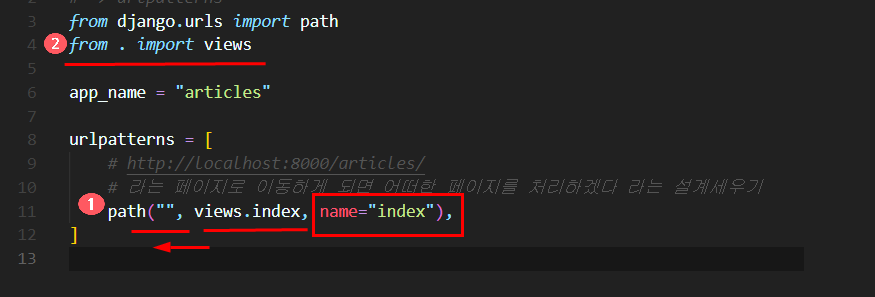 3 from django.urls import path
2 4 from . import views
5
6 app_name = "articles"
7
8 urlpatterns = [
9 # http://localhost:8000/articles/
10 # 라는 페이지로 이동하게 되면 어떠한 페이지를 처리하겠다 라는 설계세우기
11 1 path("", views.index, name="index"),
12 ]
13